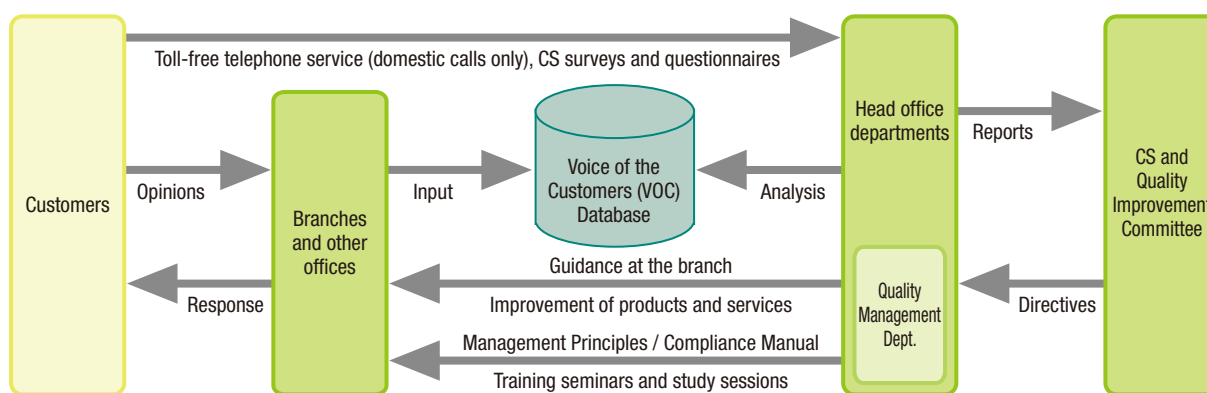 Toll-free telephone service (domestic calls only), CS surveys and questionnaires
Customers
Opinions
Response
Branches
and other
offices
Input
Voice of the
Customers (VOC)
Database
Analysis
Guidance at the branch
Improvement of products and services
Management Principles / Compliance Manual
Training seminars and study sessions
Head office
departments
Quality
Management
Dept.
Reports
Directives
CS and
Quality
Improvement
Committee